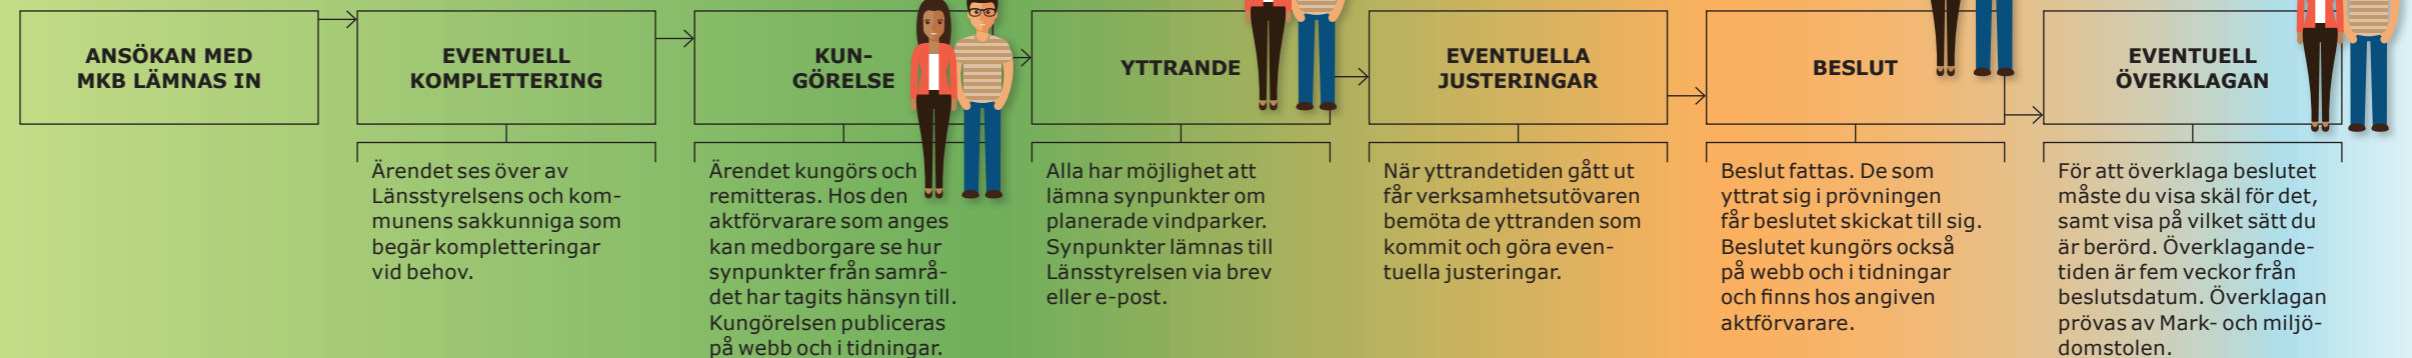 ANSÖKAN MED
MKB LÄMNAS IN
EVENTUELL
KOMPLETTERING
Ärendet ses över av
Länsstyrelsens och kom-
munens sakkunniga som
begär kompletteringar
vid behov.
KUN-
GÖRELSE
Ärendet kungörs och
remitteras. Hos den
aktförvarare som anges
kan medborgare se hur
synpunkter från samrå-
det har tagits hänsyn till.
Kungörelsen publiceras
på webb och i tidningar.
YTTRANDE
Alla har möjlighet att
lämna synpunkter om
planerade vindparker.
Synpunkter lämnas till
Länsstyrelsen via brev
eller e-post.
EVENTUELLA
JUSTERINGAR
När yttrandetiden gått ut
får verksamhetsutövaren
bemöta de yttranden som
kommit och göra even-
tuella justeringar.
BESLUT
Beslut fattas. De som
yttrat sig i prövningen
får beslutet skickat till sig.
Beslutet kungörs också
på webb och i tidningar
och finns hos angiven
aktförvarare.
EVENTUELL
ÖVERKLAGAN
För att överklaga beslutet
måste du visa skäl för det,
samt visa på vilket sätt du
är berörd. Överklagande-
tiden är fem veckor från
beslutsdatum. Överklagan
prövas av Mark- och miljö-
domstolen.